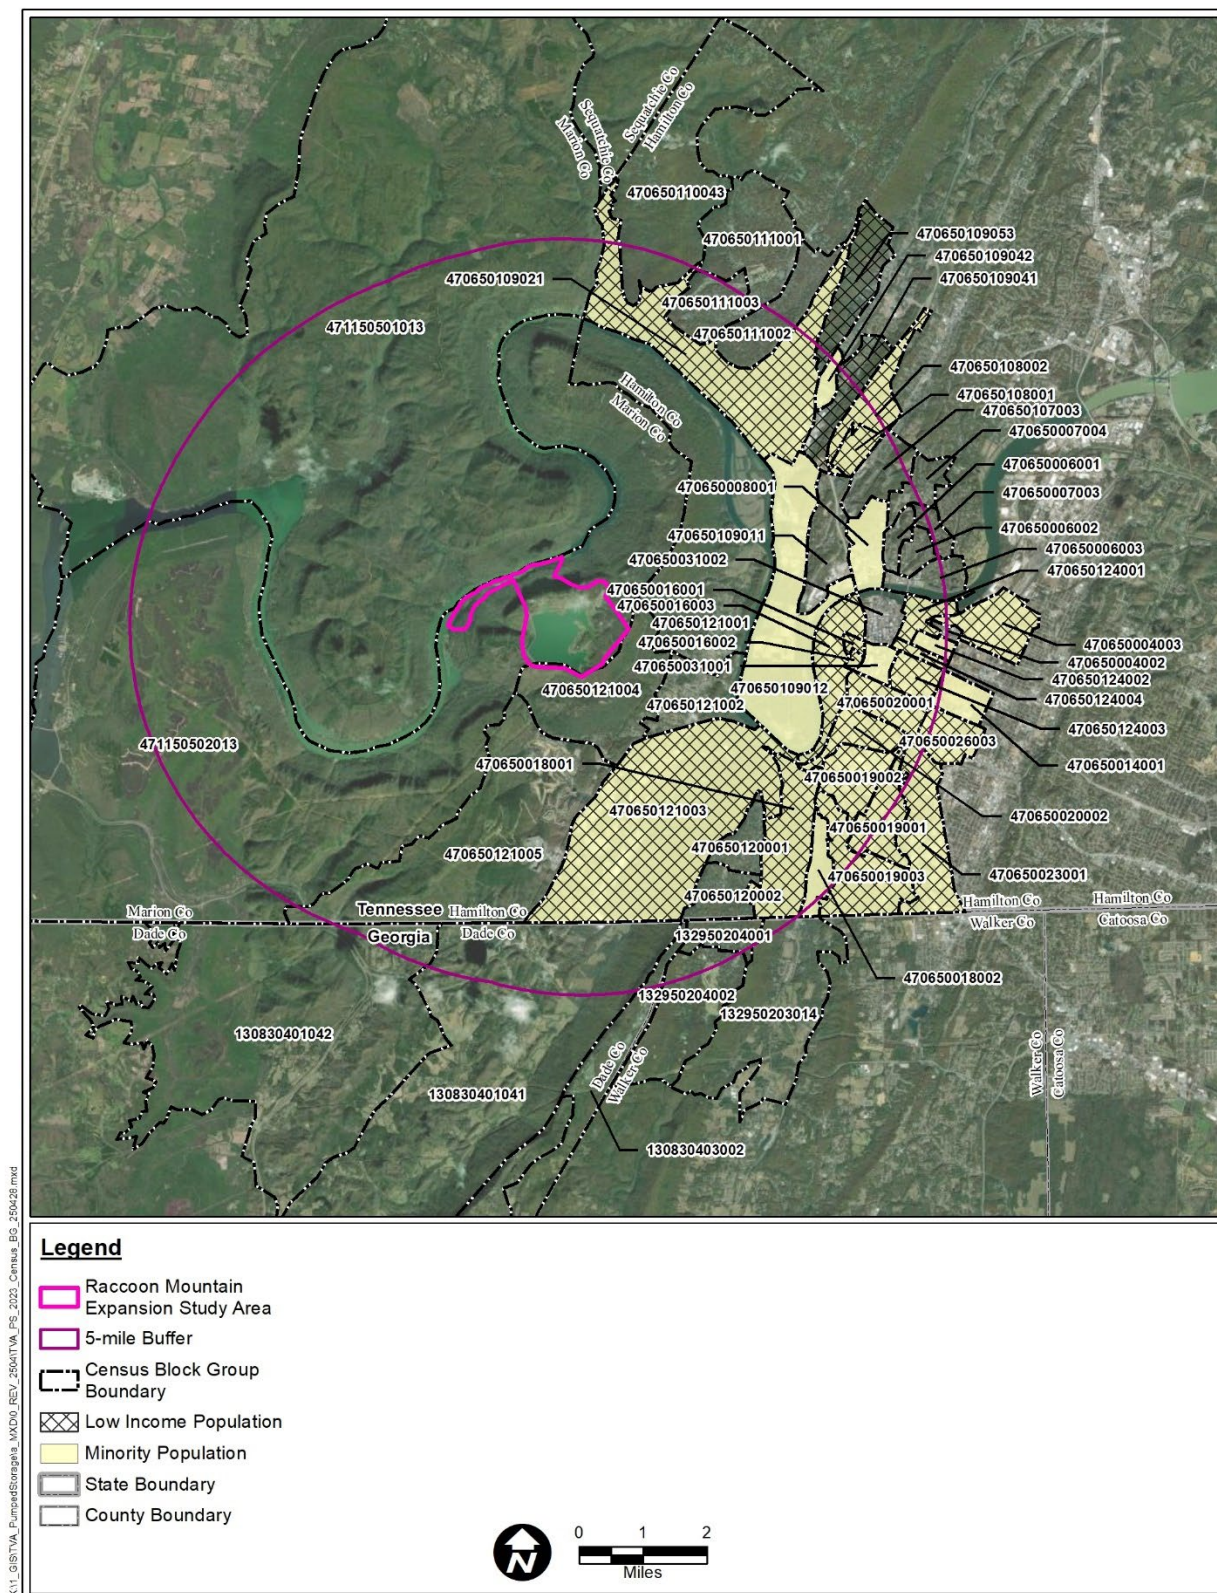 Sequatchie Co
Hamilton Co
Sequatchie Co
Marion Co
470650110043
470650111001
470650109053
470650109042
470650109021
470650109041
470650111003
471150501013
470650111002
470650108002
Hamilton Co
Marion Co
470650108001
470650107003
470650007004
470650006001
470650008001
470650007003
470650006002
470650109011
470650006003
470650031002
470650124001
470650016001
470650016003
470650121001
470650016002
470650004003
470650004002
470650031001
470650124002
470650121004
470650109012
470650124004
470650121002
470650020001
470650124003
471150502013
470650026003
470650018001
470650014001
470650019002
470650121003
470650020002
470650019001
470650120001
470650121005
470650019003
470650023001
470650120002
Marion Co
Tennessee
Hamilton Co
Hamilton Co
Hamilton Co
Dade Co
Georgia
Dade Co
132950204001
Walker Co
Catoosa Co
470650018002
132950204002
132950203014
130830401042
Dade Co
Walker Co
Walker Co
Catoosa Co
130830401041
130830403002
Legend
Raccoon Mountain
Expansion Study Area
5-mile Buffer
Census Block Group
Boundary
Low Income Population
Minority Population
State Boundary
County Boundary
N
0 1 2
Miles